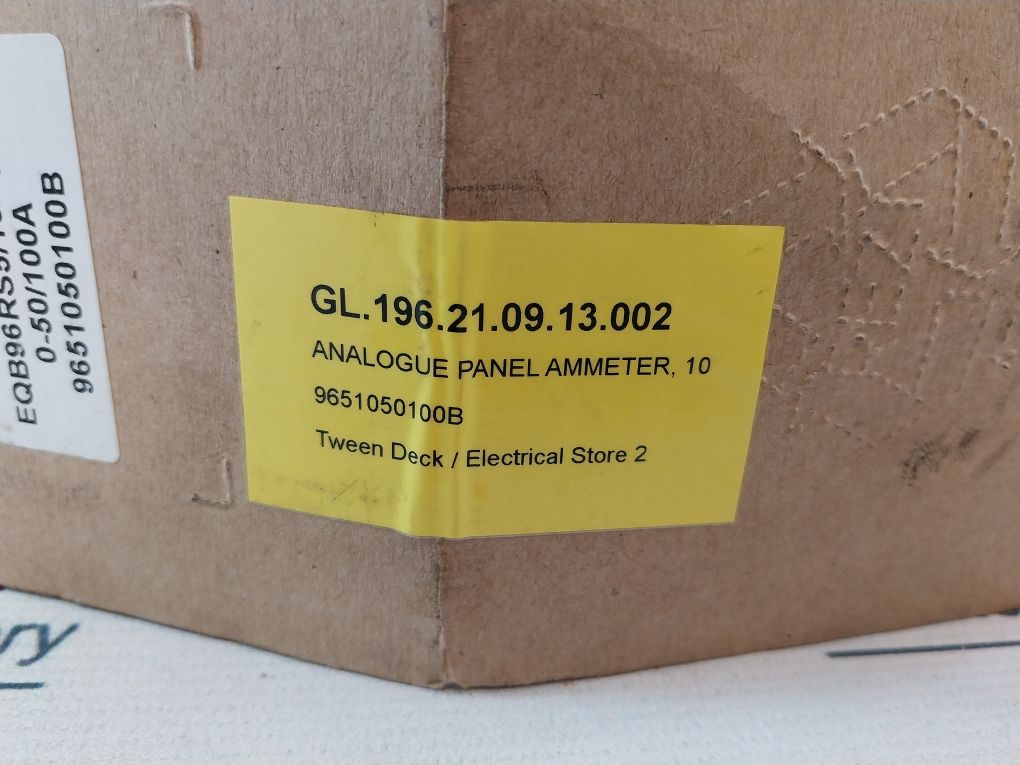 EQB96RS5/
0-50/100A
9651050100B
GL.196.21.09.13.002
ANALOGUE PANEL AMMETER, 10
9651050100B
Tween Deck / Electrical Store 2